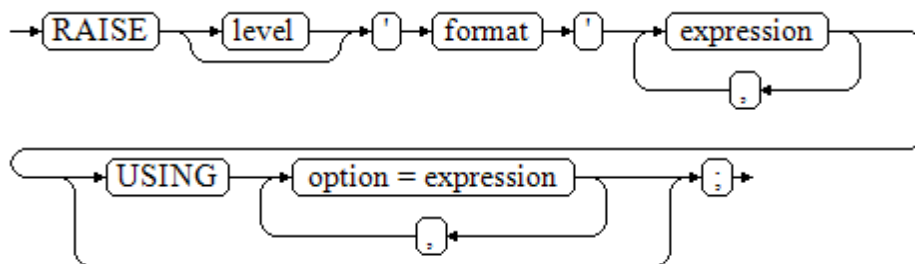 RAISE level ' format ' expression
,
USING option = expression ;
,